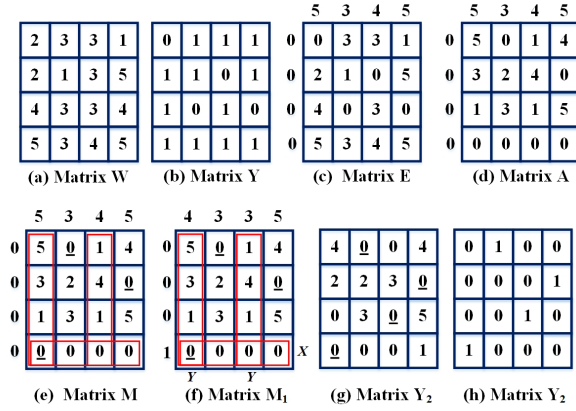 5 3 4 5 5 3 4 5
2 3 3 1 0 1 1 1 0 0 3 3 1 0 5 0 1 4
2 1 3 5 1 1 0 1 0 2 1 0 5 0 3 2 4 0
4 3 3 4 1 0 1 0 0 4 0 3 0 0 1 3 1 5
5 3 4 5 1 1 1 1 0 5 3 4 5 0 0 0 0 0
(a) Matrix W (b) Matrix Y (c) Matrix E (d) Matrix A
5 3 4 5 4 3 3 5
0 5 0 1 4 0 5 0 1 4 4 0 0 4 0 1 0 0
0 3 2 4 0 0 3 2 4 0 2 2 3 0 0 0 0 1
0 1 3 1 5 0 1 3 1 5 0 3 0 5 0 0 1 0
0 0 0 0 0 1 0 0 0 0 X 0 0 0 1 1 0 0 0
Y Y
(e) Matrix M (f) Matrix M₁ (g) Matrix Y₂ (h) Matrix Y₂